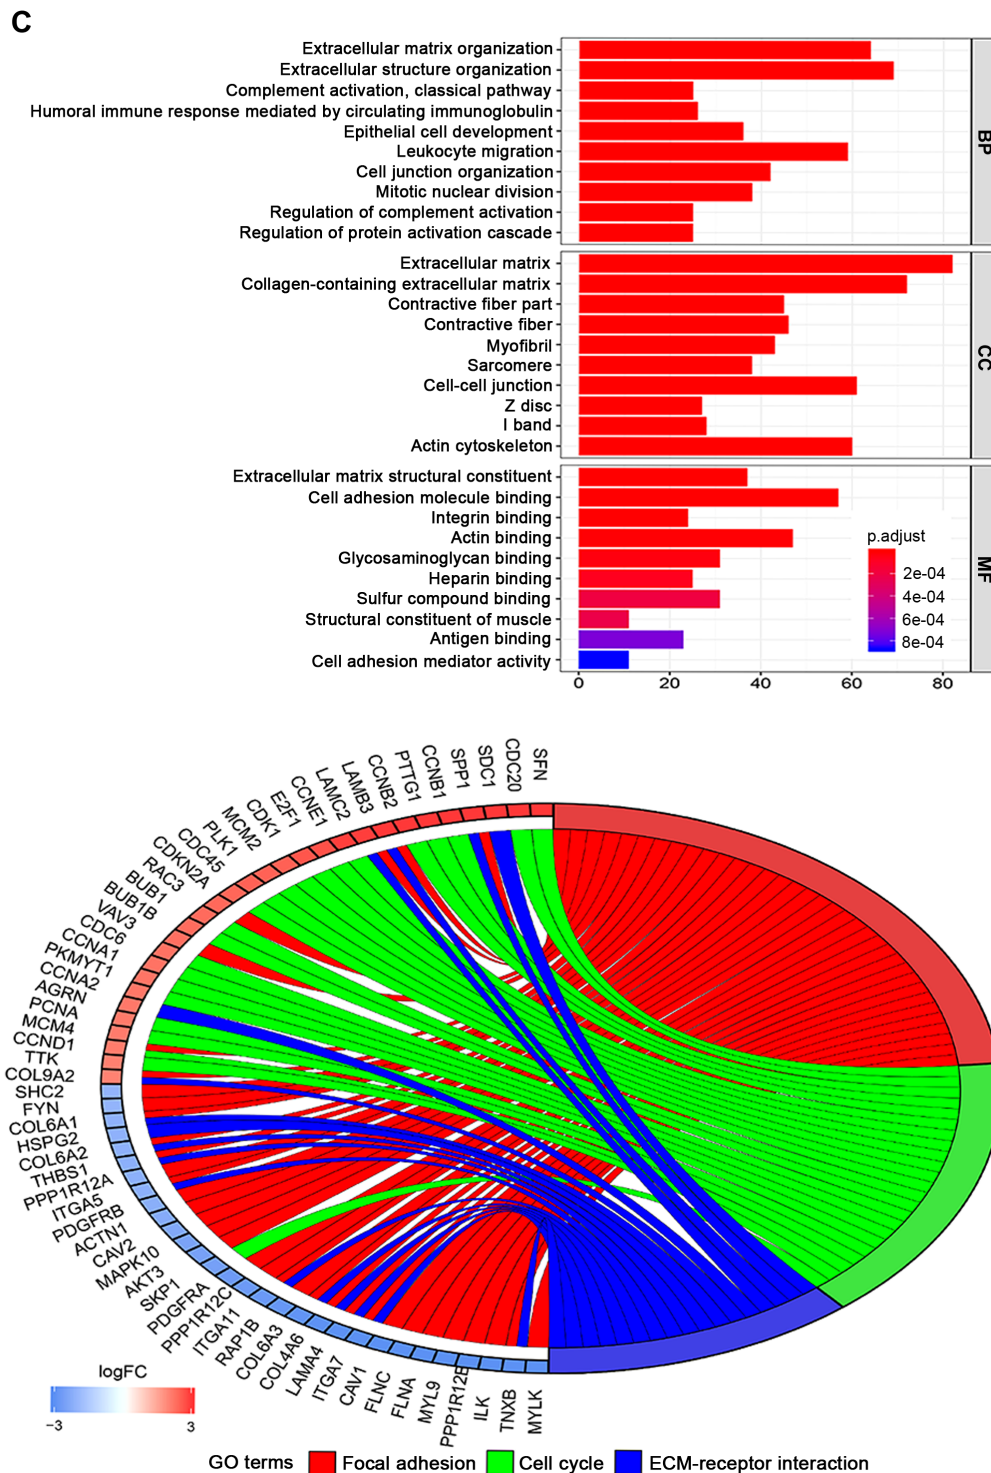 C
Extracellular matrix organization
Extracellular structure organization
Complement activation, classical pathway
Humoral immune response mediated by circulating immunoglobulin
Epithelial cell development
Leukocyte migration
Cell junction organization
Mitotic nuclear division
Regulation of complement activation
Regulation of protein activation cascade
BP
Extracellular matrix
Collagen-containing extracellular matrix
Contractive fiber part
Contractive fiber
Myofibril
Sarcomere
Cell-cell junction
Z disc
I band
Actin cytoskeleton
CC
Extracellular matrix structural constituent
Cell adhesion molecule binding
Integrin binding
Actin binding
Glycosaminoglycan binding
Heparin binding
Sulfur compound binding
Structural constituent of muscle
Antigen binding
Cell adhesion mediator activity
MF
p.adjust
2e-04
4e-04
6e-04
8e-04
0 20 40 60 80
SFN
CDC20
SDC1
SPP1
CCNB1
PTTG1
CCNB2
LAMB3
LAMC2
CCNE1
E2F1
CDK1
MCM2
PLK1
CDC45
CDKN2A
RAC3
BUB1
BUB1B
VAV3
CDC6
CCNA1
PKMYT1
CCNA2
AGRN
PCNA
MCM4
CCND1
TTK
COL9A2
SHC2
FYN
COL6A1
HSPG2
COL6A2
THBS1
PPP1R12A
ITGA5
PDGFRB
ACTN1
CAV2
MAPK10
AKT3
SKP1
PDGFRA
PPP1R12C
ITGA11
RAP1B
COL6A3
COL4A6
LAMA4
ITGA7
CAV1
FLNC
FLNA
MYL9
PPP1R12B
ILK
TNXB
MYLK
logFC
−3 3
GO terms Focal adhesion Cell cycle ECM-receptor interaction